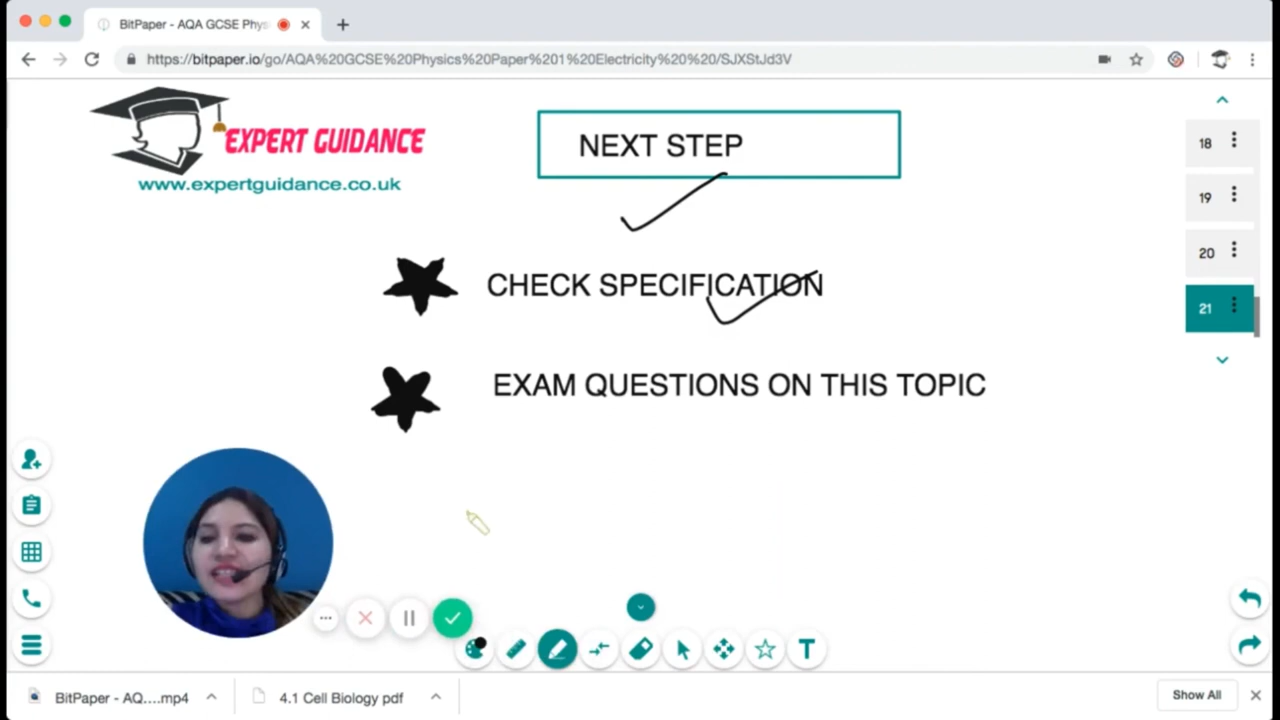 BitPaper - AQA GCSE Phys
https://bitpaper.io/go/AQA%20GCSE%20Physics%20Paper%201%20Electricity%20%20/SJXStJd3V
EXPERT GUIDANCE
www.expertguidance.co.uk
NEXT STEP
CHECK SPECIFICATION
EXAM QUESTIONS ON THIS TOPIC
18
19
20
21
T
BitPaper - AQ....mp4
4.1 Cell Biology pdf
Show All